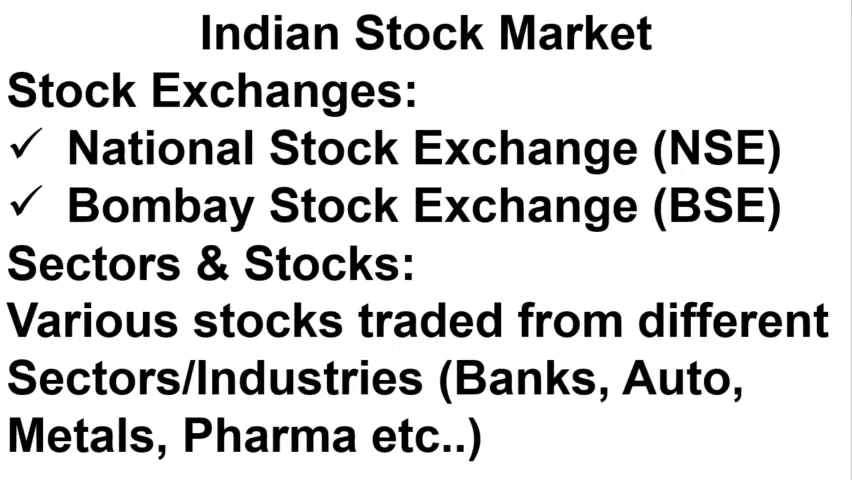 Indian Stock Market
Stock Exchanges:
✓ National Stock Exchange (NSE)
✓ Bombay Stock Exchange (BSE)
Sectors & Stocks:
Various stocks traded from different
Sectors/Industries (Banks, Auto,
Metals, Pharma etc..)